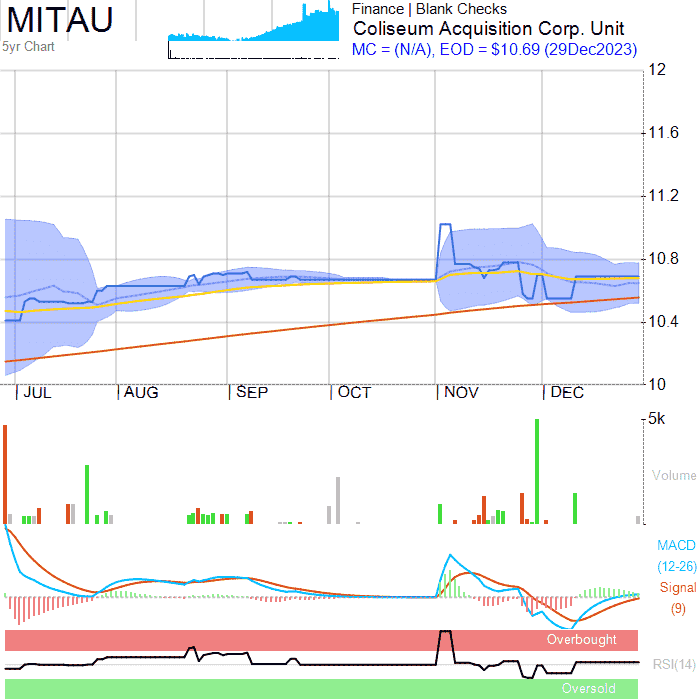 MITAU
5yr Chart
Finance | Blank Checks
Coliseum Acquisition Corp. Unit
MC = (N/A), EOD = $10.69 (29Dec2023)
12
11.6
11.2
10.8
10.4
10
JUL AUG SEP OCT NOV DEC
5k
Volume
MACD
(12-26)
Signal
(9)
Overbought
RSI(14)
Oversold